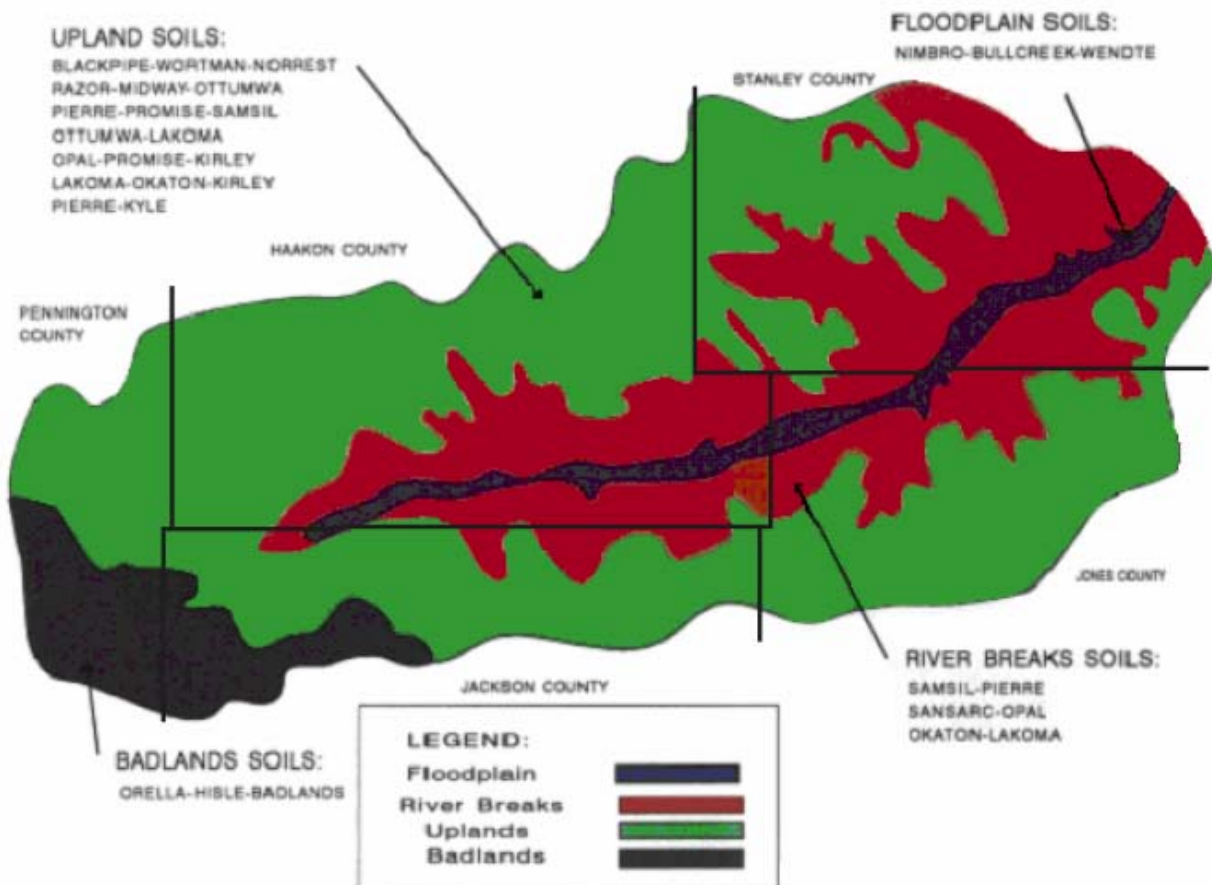 UPLAND SOILS:
BLACKPIPE-WORTMAN-NORREST
RAZOR-MIDWAY-OTTUMWA
PIERRE-PROMISE-SAMSIL
OTTUMWA-LAKOMA
OPAL-PROMISE-KIRLEY
LAKOMA-OKATON-KIRLEY
PIERRE-KYLE
FLOODPLAIN SOILS:
NIMBRO-BULLCREEK-WENDTE
STANLEY COUNTY
HAAKON COUNTY
PENNINGTON
COUNTY
JONES COUNTY
JACKSON COUNTY
RIVER BREAKS SOILS:
SAMSIL-PIERRE
SANSARC-OPAL
OKATON-LAKOMA
BADLANDS SOILS:
ORELLA-HISLE-BADLANDS
LEGEND:
Floodplain
River Breaks
Uplands
Badlands